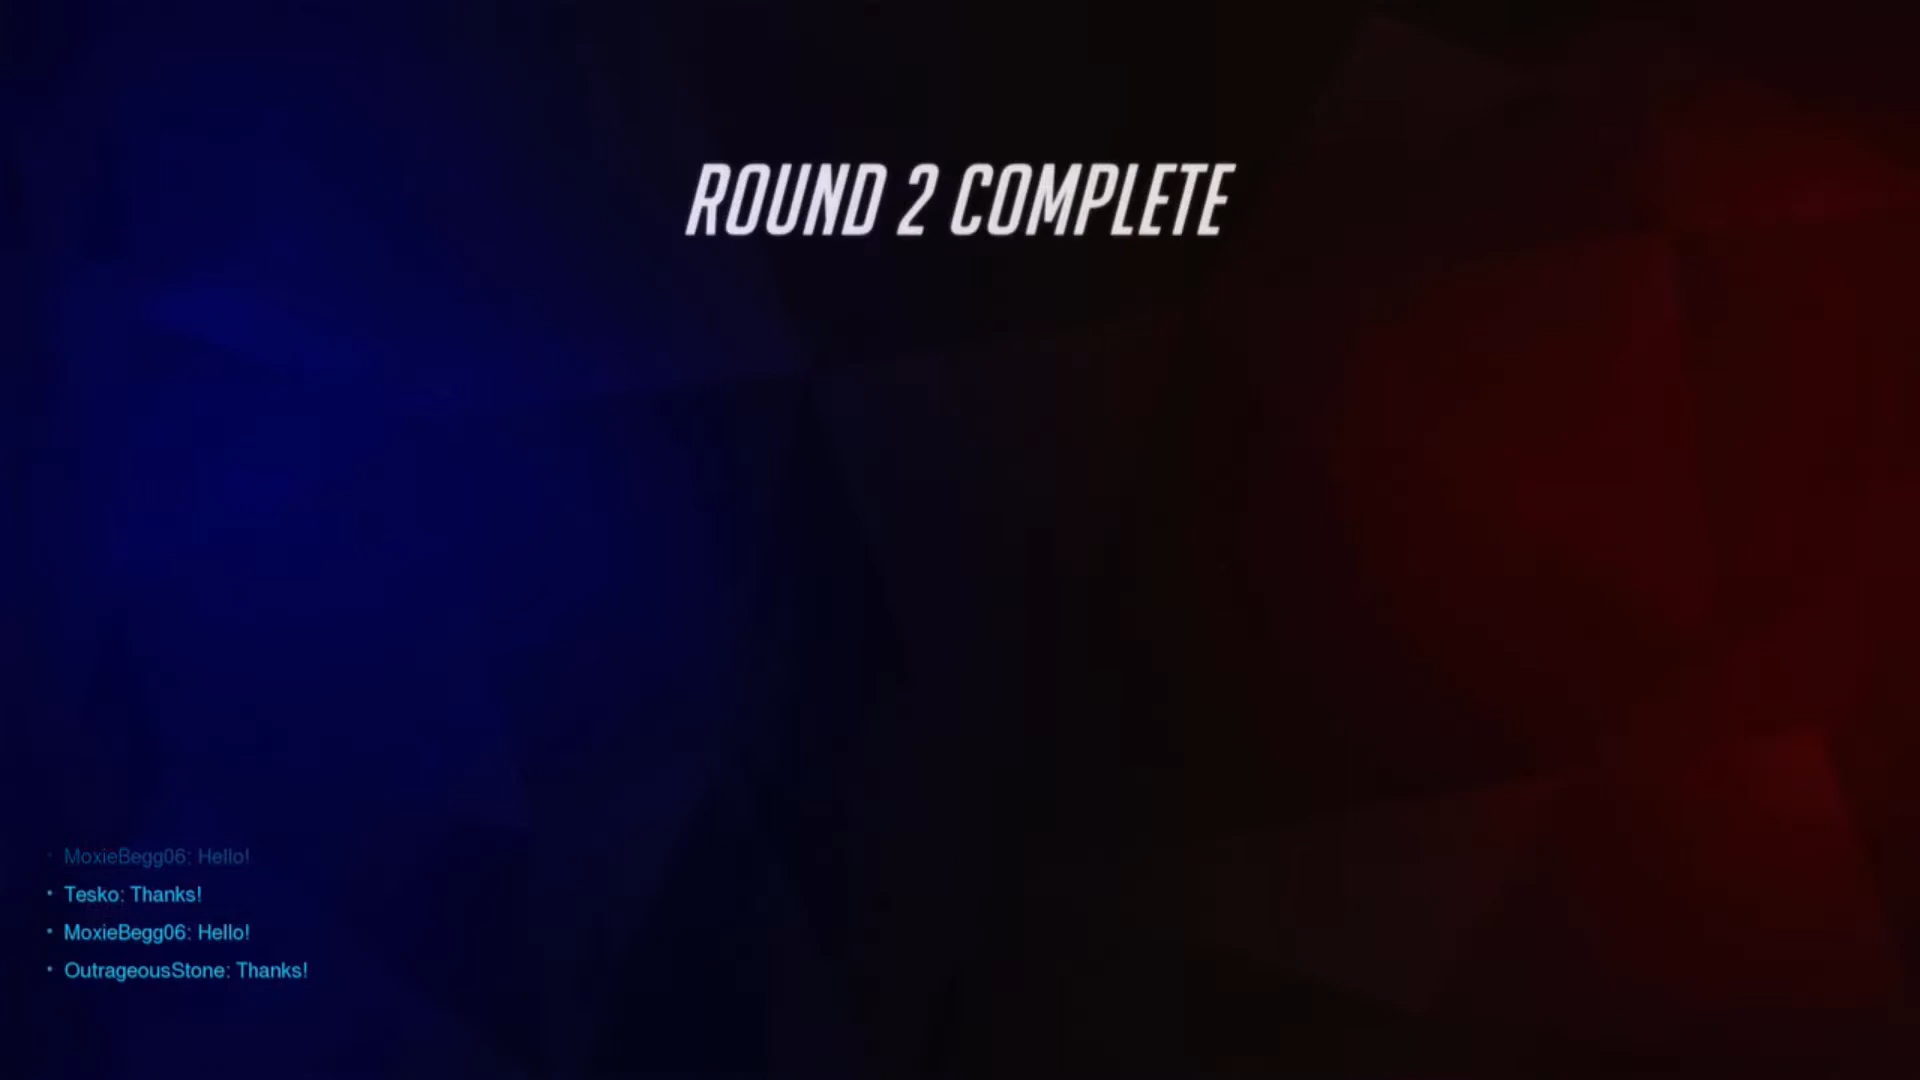 ROUND 2 COMPLETE
MoxieBegg06: Hello!
Tesko: Thanks!
MoxieBegg06: Hello!
OutrageousStone: Thanks!